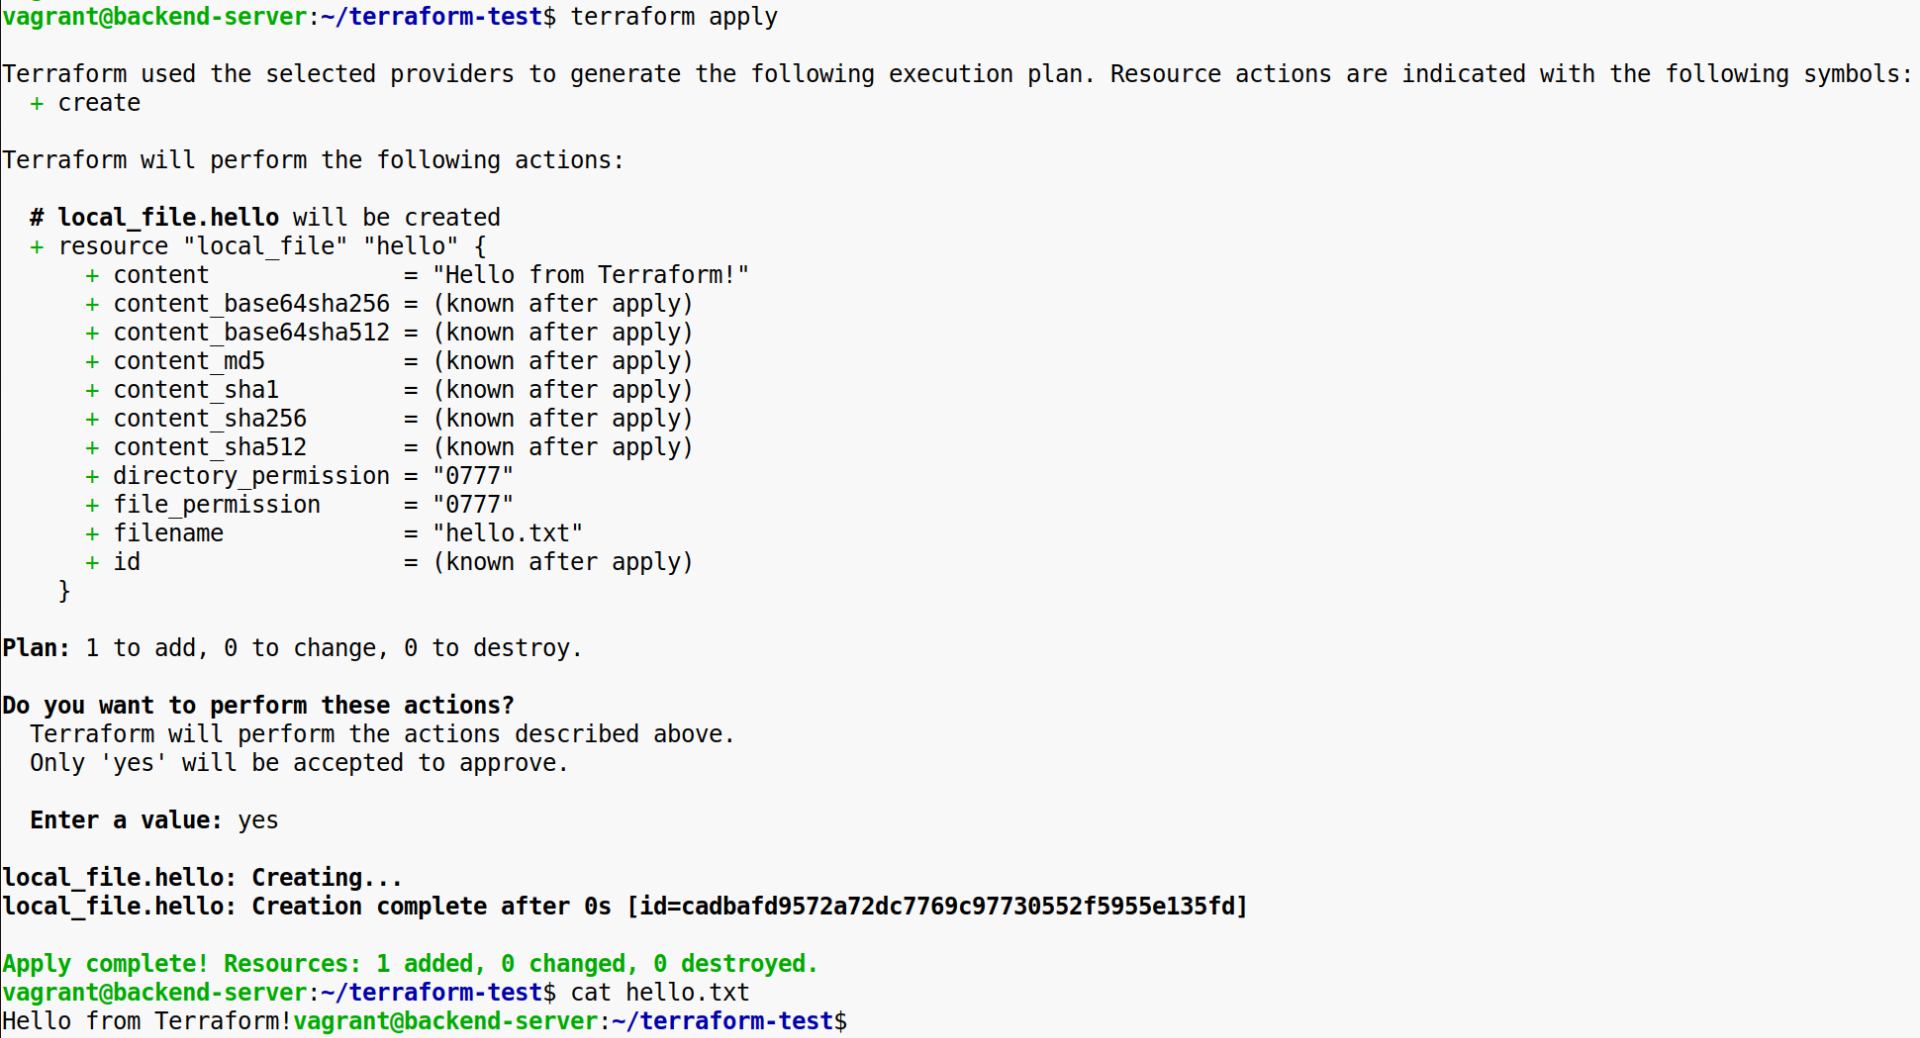 vagrant@backend-server:~/terraform-test$ terraform apply

Terraform used the selected providers to generate the following execution plan. Resource actions are indicated with the following symbols:
  + create

Terraform will perform the following actions:

  # local_file.hello will be created
  + resource "local_file" "hello" {
      + content              = "Hello from Terraform!"
      + content_base64sha256 = (known after apply)
      + content_base64sha512 = (known after apply)
      + content_md5          = (known after apply)
      + content_sha1         = (known after apply)
      + content_sha256       = (known after apply)
      + content_sha512       = (known after apply)
      + directory_permission = "0777"
      + file_permission      = "0777"
      + filename             = "hello.txt"
      + id                   = (known after apply)
    }

Plan: 1 to add, 0 to change, 0 to destroy.

Do you want to perform these actions?
  Terraform will perform the actions described above.
  Only 'yes' will be accepted to approve.

  Enter a value: yes

local_file.hello: Creating...
local_file.hello: Creation complete after 0s [id=cadbafd9572a72dc7769c97730552f5955e135fd]

Apply complete! Resources: 1 added, 0 changed, 0 destroyed.
vagrant@backend-server:~/terraform-test$ cat hello.txt
Hello from Terraform!vagrant@backend-server:~/terraform-test$